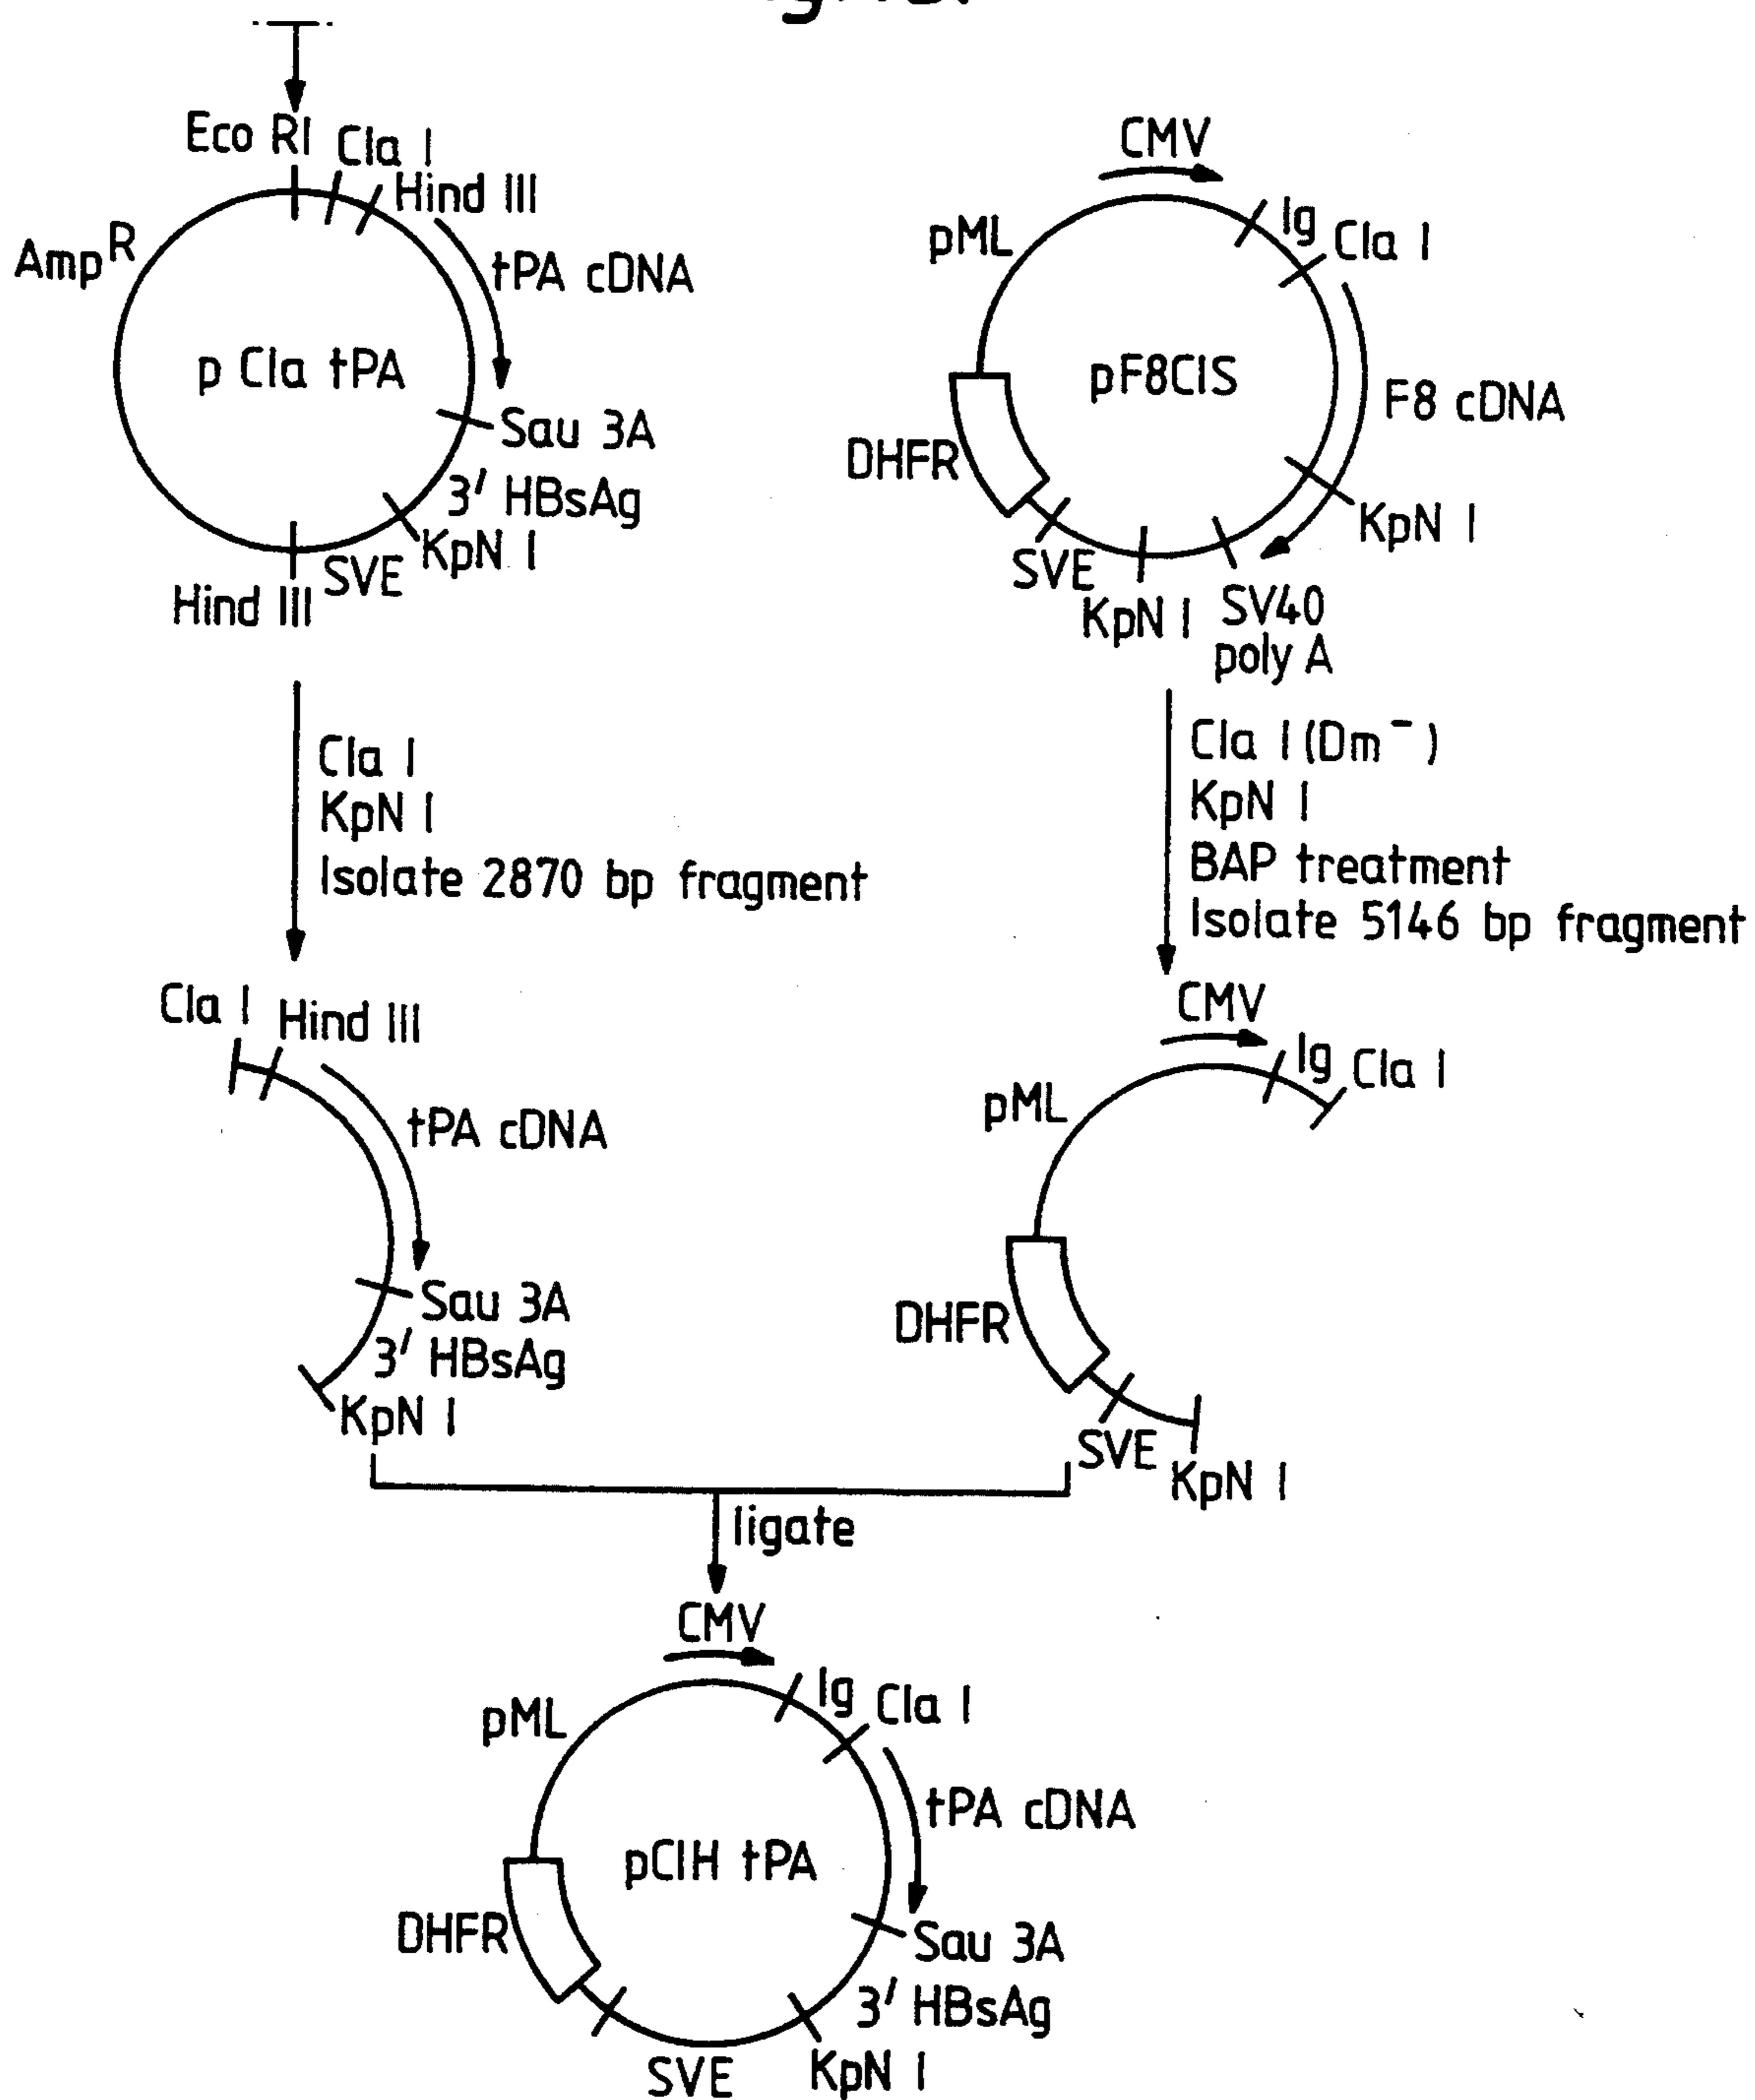 Eco RI
Cla I
Hind III
Amp R
tPA cDNA
p Cla tPA
Sau 3A
3' HBsAg
KpN I
SVE
Hind III
CMV
Ig
Cla I
pML
pF8CIS
F8 cDNA
DHFR
KpN I
SVE
KpN I
SV40
poly A
Cla I
KpN I
Isolate 2870 bp fragment
Cla I (Dm⁻)
KpN I
BAP treatment
Isolate 5146 bp fragment
Cla I
Hind III
tPA cDNA
Sau 3A
3' HBsAg
KpN I
CMV
Ig
Cla I
pML
DHFR
SVE
KpN I
ligate
CMV
Ig
Cla I
pML
tPA cDNA
pCIH tPA
DHFR
Sau 3A
3' HBsAg
SVE
KpN I